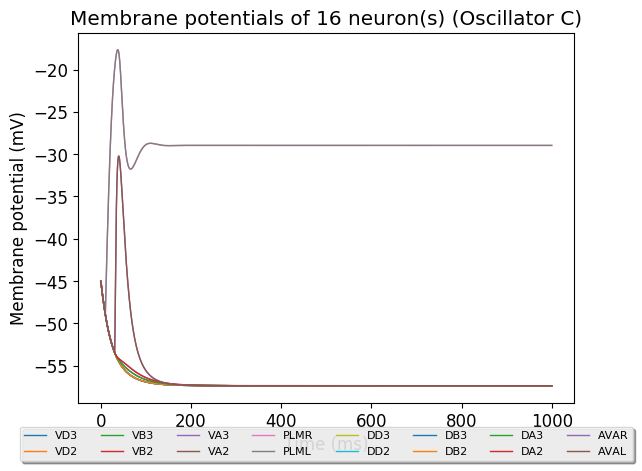 Membrane potentials of 16 neuron(s) (Oscillator C)
Membrane potential (mV)
−20
−25
−30
−35
−40
−45
−50
−55
0 200 400 600 800 1000
Time (ms)
VD3 VB3 VA3 PLMR DD3 DB3 DA3 AVAR
VD2 VB2 VA2 PLML DD2 DB2 DA2 AVAL